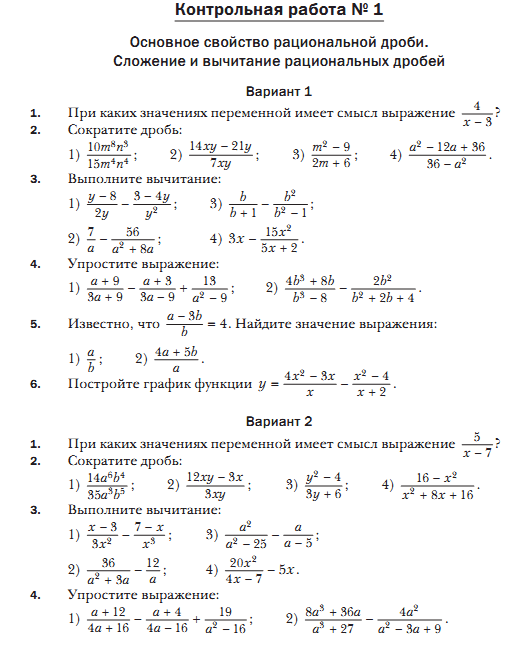 Контрольная работа № 1
Основное свойство рациональной дроби.
Сложение и вычитание рациональных дробей
Вариант 1
1. При каких значениях переменной имеет смысл выражение \frac{4}{x-3}?
2. Сократите дробь:
1) \frac{10m^8n^3}{15m^4n^4}; 2) \frac{14xy-21y}{7xy}; 3) \frac{m^2-9}{2m+6}; 4) \frac{a^2-12a+36}{36-a^2}.
3. Выполните вычитание:
1) \frac{y-8}{2y} - \frac{3-4y}{y^2}; 3) \frac{b}{b+1} - \frac{b^2}{b^2-1};
2) \frac{7}{a} - \frac{56}{a^2+8a}; 4) 3x - \frac{15x^2}{5x+2}.
4. Упростите выражение:
1) \frac{a+9}{3a+9} - \frac{a+3}{3a-9} + \frac{13}{a^2-9}; 2) \frac{4b^3+8b}{b^3-8} - \frac{2b^2}{b^2+2b+4}.
5. Известно, что \frac{a-3b}{b} = 4. Найдите значение выражения:
1) \frac{a}{b}; 2) \frac{4a+5b}{a}.
6. Постройте график функции y = \frac{4x^2-3x}{x} - \frac{x^2-4}{x+2}.
Вариант 2
1. При каких значениях переменной имеет смысл выражение \frac{5}{x-7}?
2. Сократите дробь:
1) \frac{14a^6b^4}{35a^3b^5}; 2) \frac{12xy-3x}{3xy}; 3) \frac{y^2-4}{3y+6}; 4) \frac{16-x^2}{x^2+8x+16}.
3. Выполните вычитание:
1) \frac{x-3}{3x^2} - \frac{7-x}{x^3}; 3) \frac{a^2}{a^2-25} - \frac{a}{a-5};
2) \frac{36}{a^2+3a} - \frac{12}{a}; 4) \frac{20x^2}{4x-7} - 5x.
4. Упростите выражение:
1) \frac{a+12}{4a+16} - \frac{a+4}{4a-16} + \frac{19}{a^2-16}; 2) \frac{8a^3+36a}{a^3+27} - \frac{4a^2}{a^2-3a+9}.